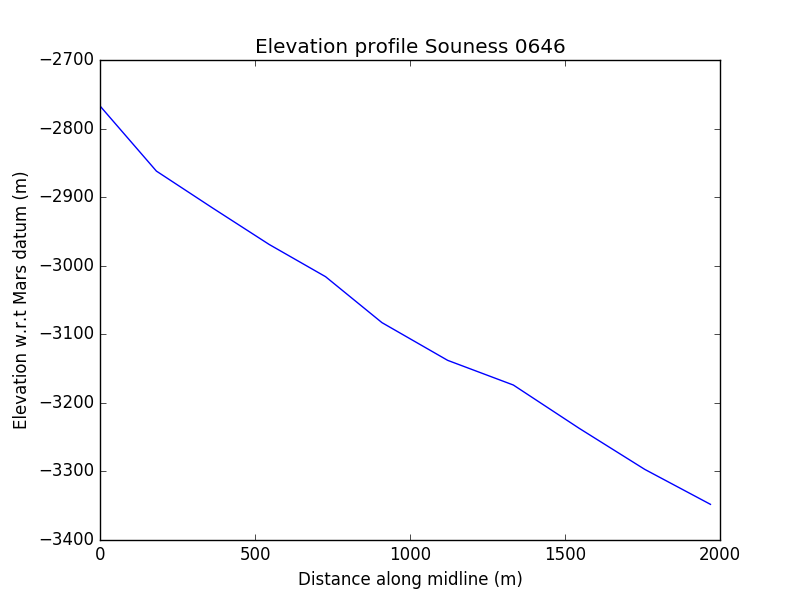 Elevation profile Souness 0646
−2700
−2800
−2900
−3000
−3100
−3200
−3300
−3400
Elevation w.r.t Mars datum (m)
0 500 1000 1500 2000
Distance along midline (m)